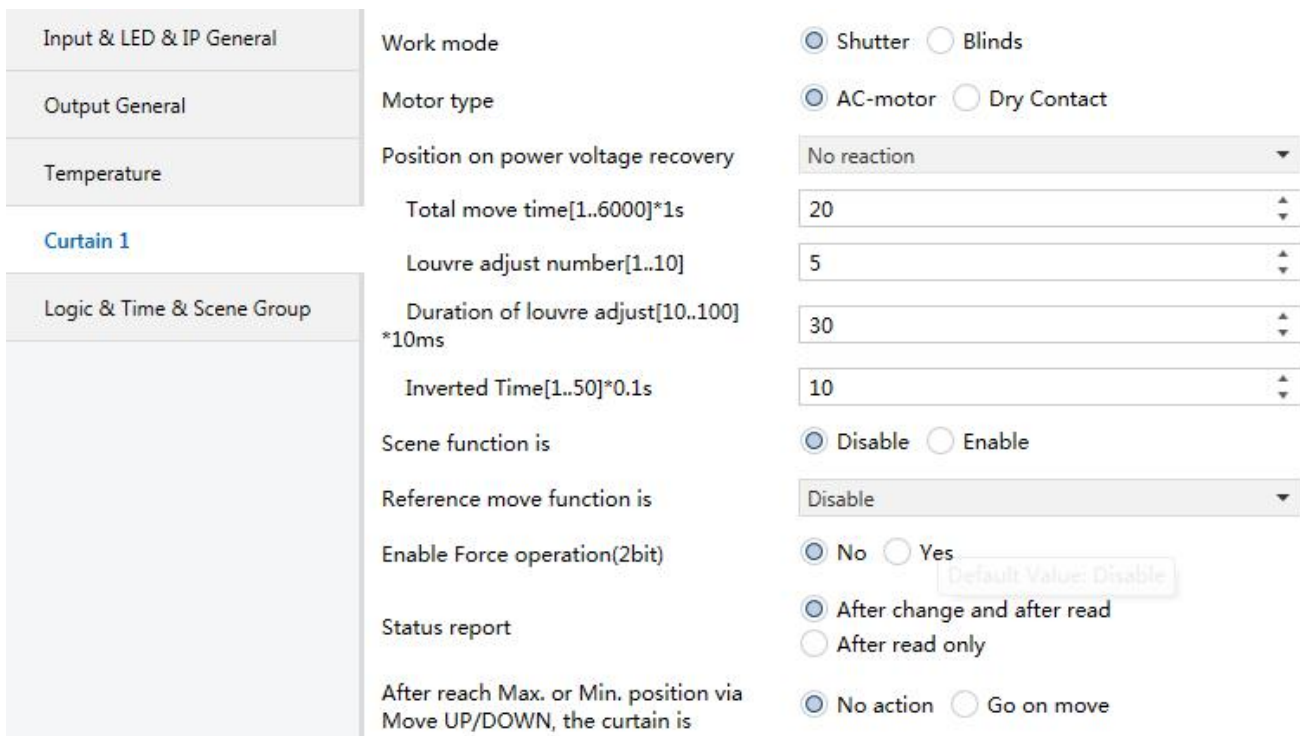 Input & LED & IP General
Output General
Temperature
Curtain 1
Logic & Time & Scene Group
Work mode
Shutter Blinds
Motor type
AC-motor Dry Contact
Position on power voltage recovery
No reaction
Total move time[1..6000]*1s
20
Louvre adjust number[1..10]
5
Duration of louvre adjust[10..100]
*10ms
30
Inverted Time[1..50]*0.1s
10
Scene function is
Disable Enable
Reference move function is
Disable
Enable Force operation(2bit)
No Yes
Default Value: Disable
Status report
After change and after read
After read only
After reach Max. or Min. position via
Move UP/DOWN, the curtain is
No action Go on move